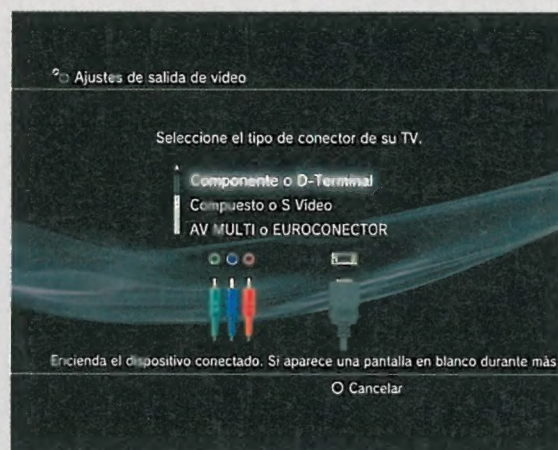 Ajustes de salida de vídeo
Seleccione el tipo de conector de su TV.
Componente o D-Terminal
Compuesto o S Video
AV MULTI o EUROCONECTOR
Encienda el dispositivo conectado. Si aparece una pantalla en blanco durante más
Cancelar